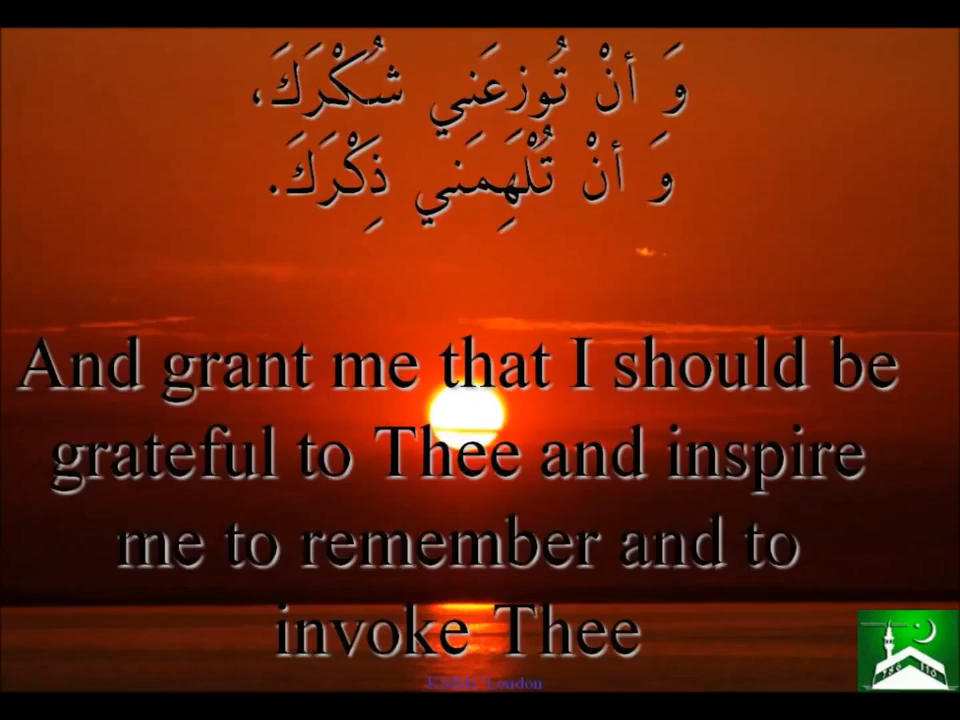 وَ أنْ تُوزِعَني شُكْرَكَ،
وَ أنْ تُلْهِمَني ذِكْرَكَ.
And grant me that I should be
grateful to Thee and inspire
me to remember and to
invoke Thee
London